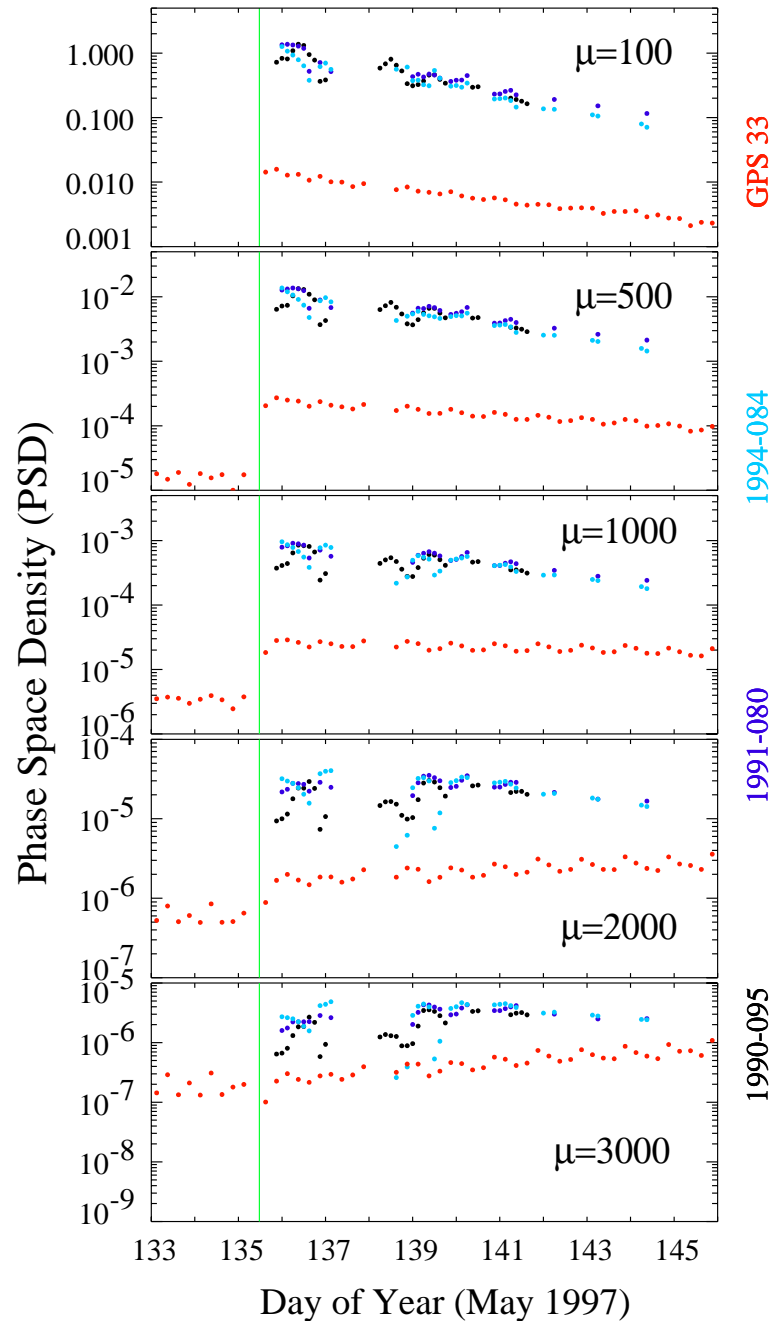 μ=100
1.000
0.100
0.010
0.001
μ=500
10-2
10-3
10-4
10-5
μ=1000
10-3
10-4
10-5
10-6
μ=2000
10-4
10-5
10-6
10-7
μ=3000
10-5
10-6
10-7
10-8
10-9
133 135 137 139 141 143 145
Day of Year (May 1997)
Phase Space Density (PSD)
GPS 33
1994-084
1991-080
1990-095